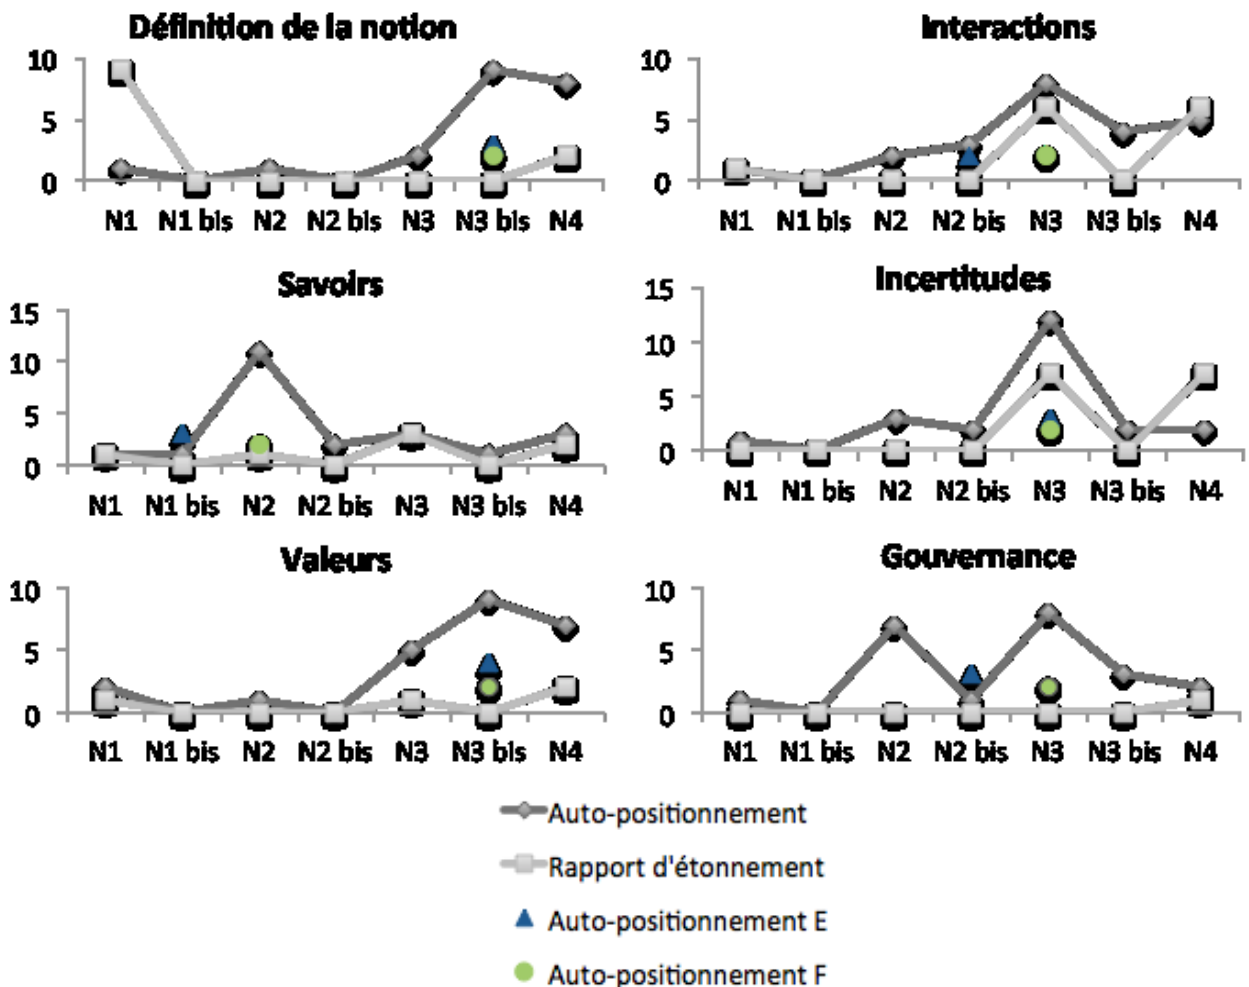 Définition de la notion
10
5
0
N1 N1 bis N2 N2 bis N3 N3 bis N4
Interactions
10
5
0
N1 N1 bis N2 N2 bis N3 N3 bis N4
Savoirs
15
10
5
0
N1 N1 bis N2 N2 bis N3 N3 bis N4
Incertitudes
15
10
5
0
N1 N1 bis N2 N2 bis N3 N3 bis N4
Valeurs
10
5
0
N1 N1 bis N2 N2 bis N3 N3 bis N4
Gouvernance
10
5
0
N1 N1 bis N2 N2 bis N3 N3 bis N4
Auto-positionnement
Rapport d'étonnement
Auto-positionnement E
Auto-positionnement F